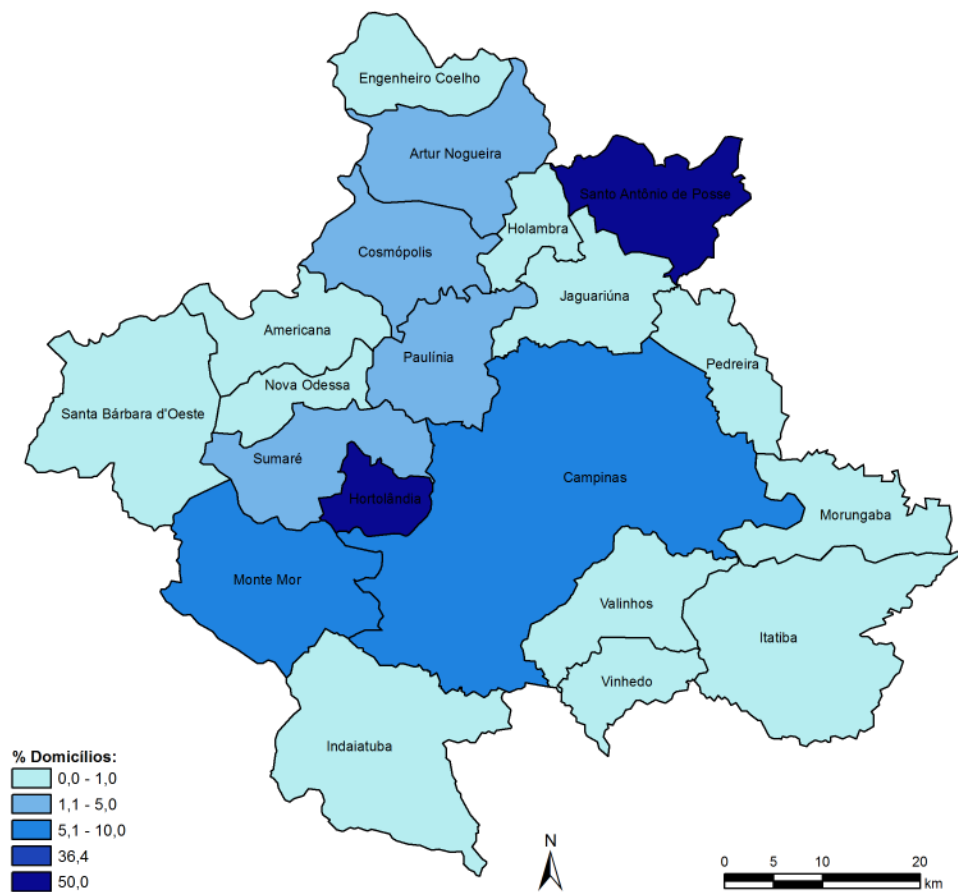 Engenheiro Coelho
Artur Nogueira
Santo Antônio de Posse
Holambra
Cosmópolis
Jaguariúna
Americana
Paulínia
Pedreira
Nova Odessa
Santa Bárbara d'Oeste
Sumaré
Campinas
Hortolândia
Morungaba
Monte Mor
Valinhos
Itatiba
Vinhedo
Indaiatuba
% Domicílios:
0,0 - 1,0
1,1 - 5,0
5,1 - 10,0
36,4
50,0
N
0 5 10 20
km